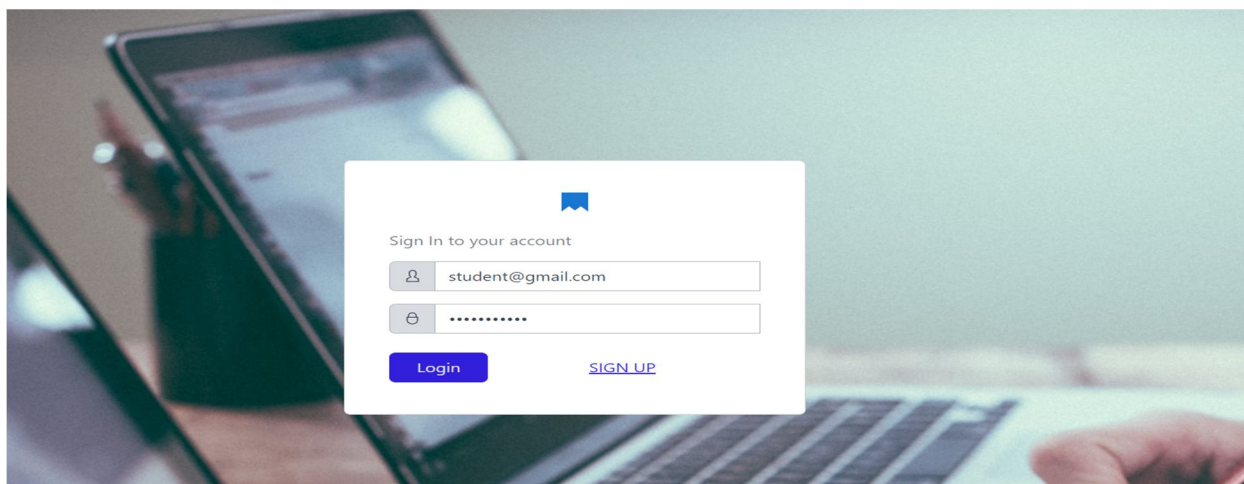 Sign In to your account
student@gmail.com
•••••••••••
Login
SIGN UP